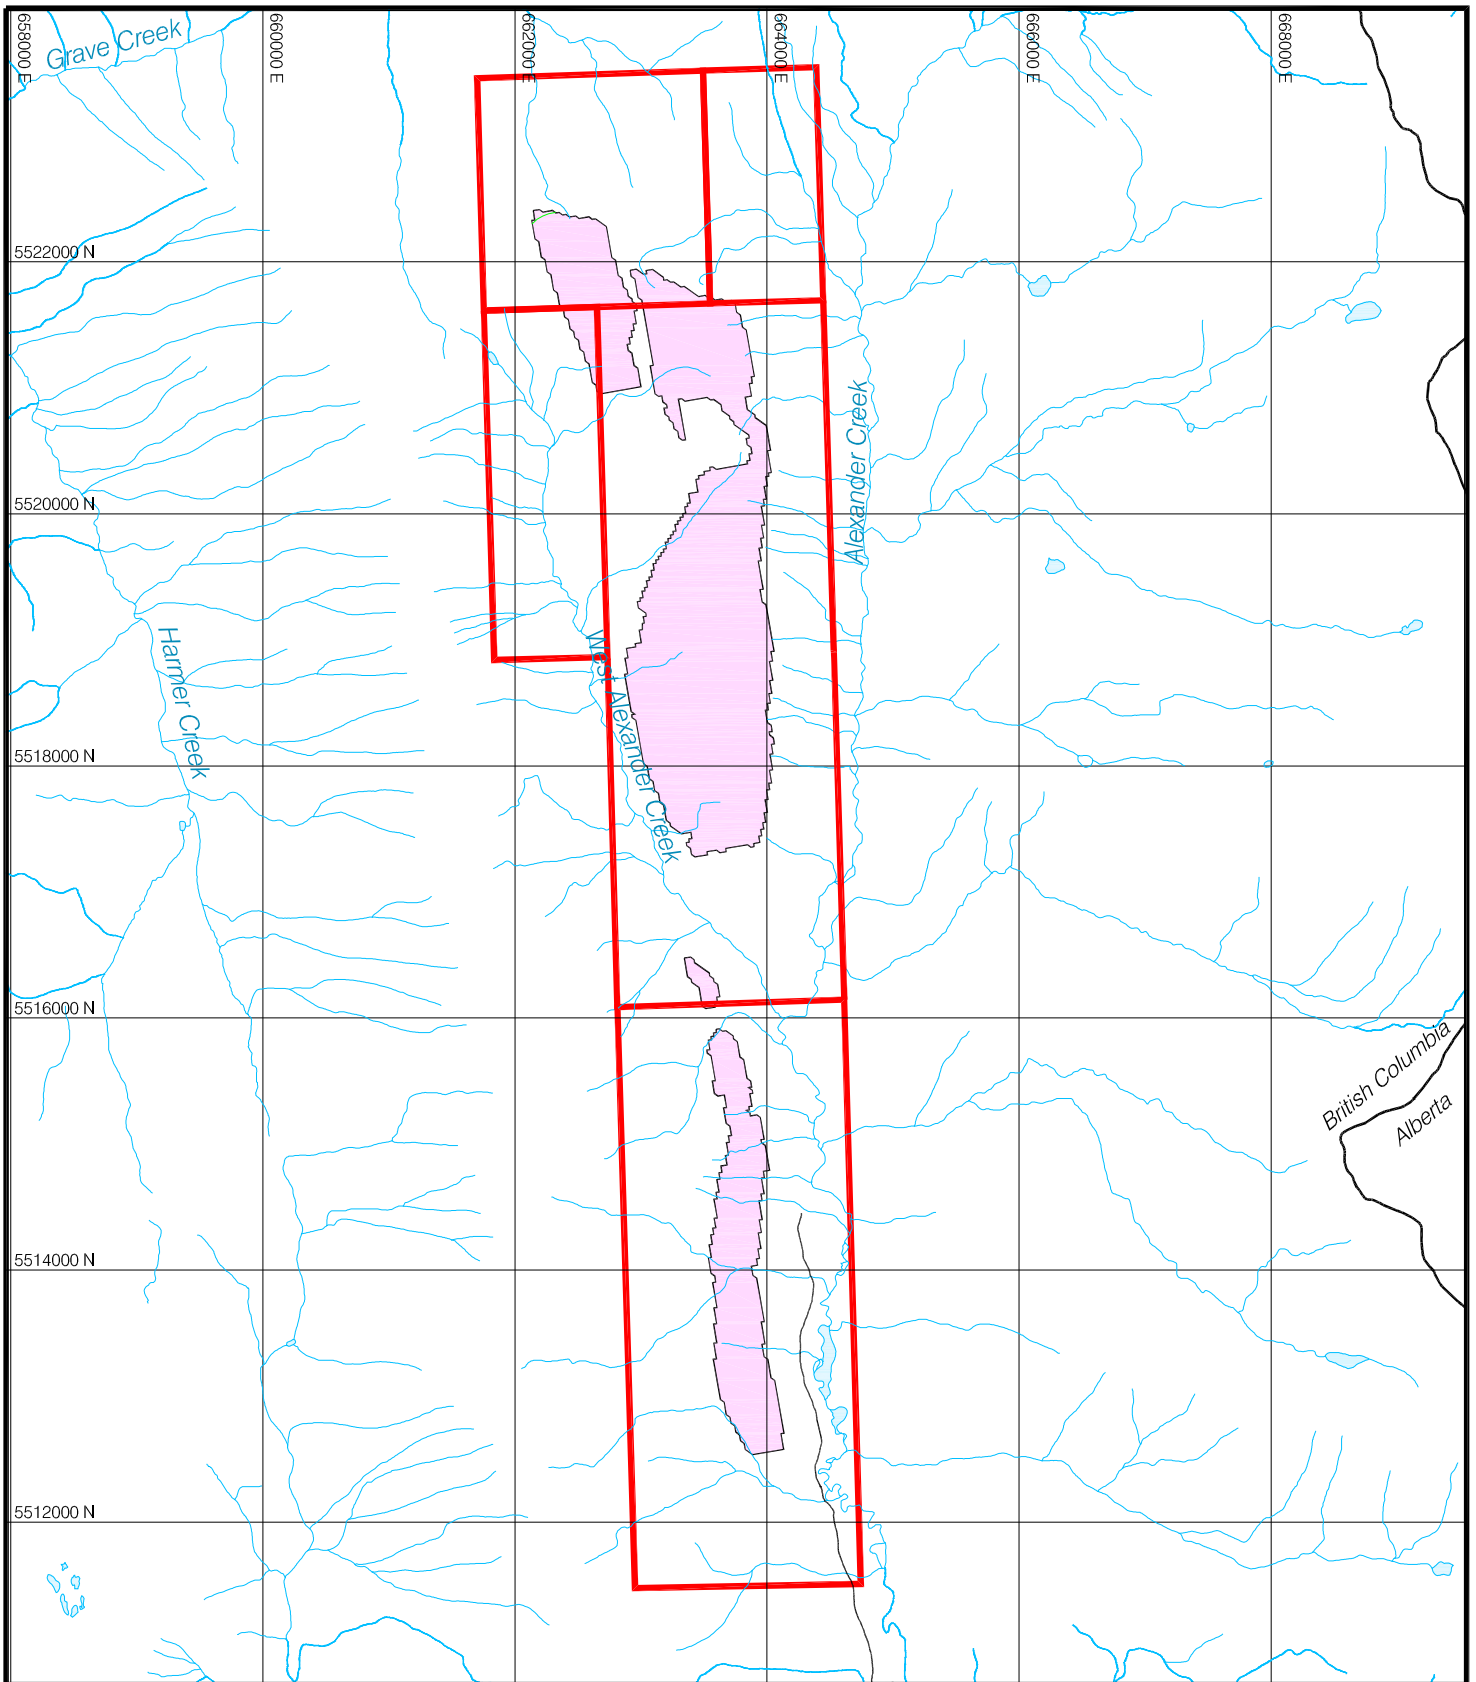 658000 E
660000 E
662000 E
664000 E
666000 E
668000 E
Grave Creek
5522000 N
Alexander Creek
5520000 N
Harmer Creek
West Alexander Creek
5518000 N
5516000 N
British Columbia
Alberta
5514000 N
5512000 N